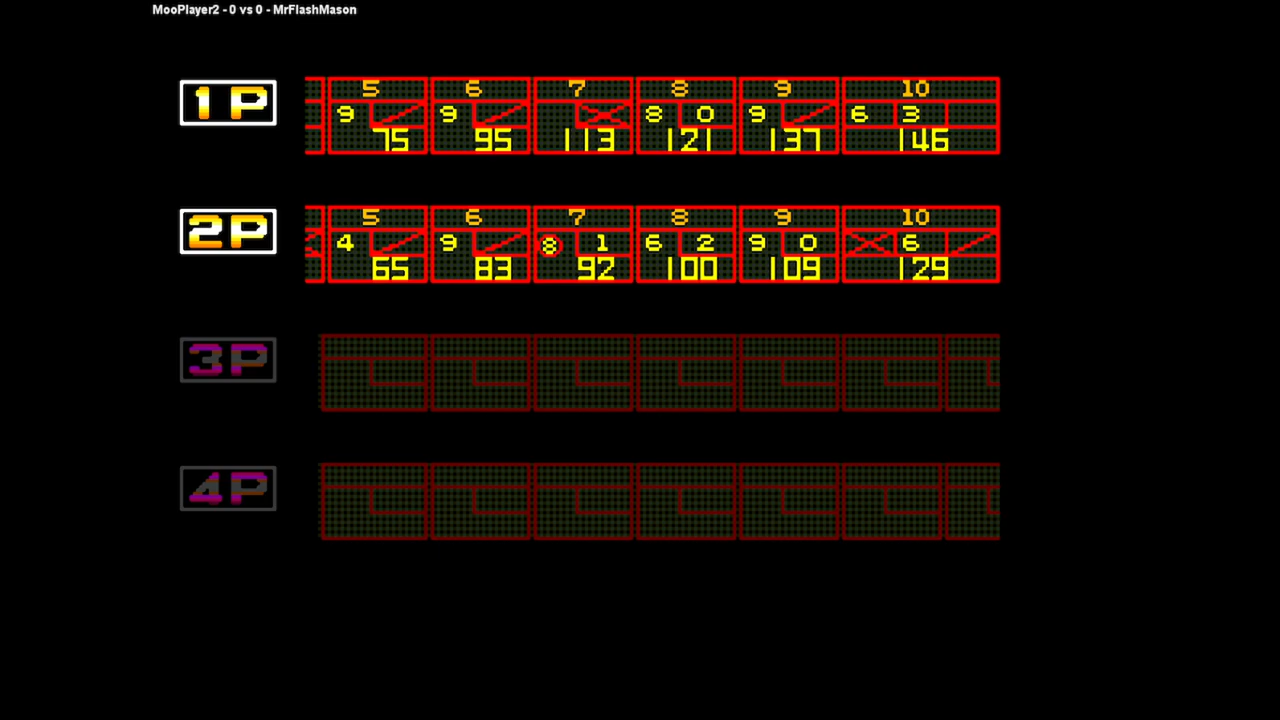 MooPlayer2 - 0 vs 0 - MrFlashMason
1P 5 6 7 8 9 10
9 9 8 0 9 6 3
75 95 113 121 137 146
2P 5 6 7 8 9 10
4 9 8 1 6 2 9 0 6
65 83 92 100 109 129
3P
4P